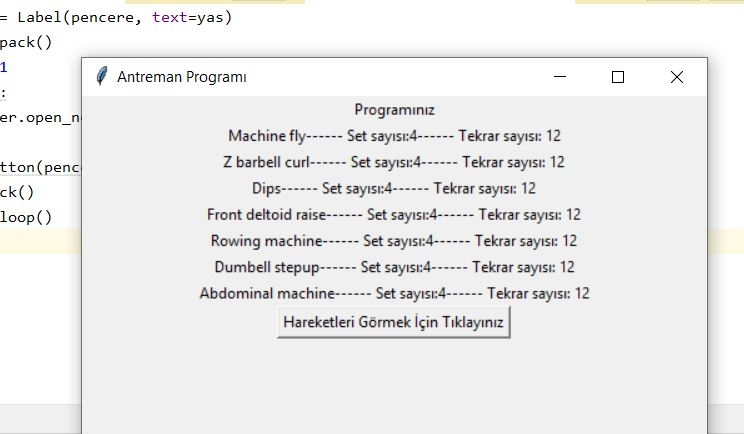 = Label(pencere, text=yas)
pack()
1
:
er.open_n
tton(pence
ck()
loop()
Antreman Programı
Programınız
Machine fly------ Set sayısı:4------ Tekrar sayısı: 12
Z barbell curl------ Set sayısı:4------ Tekrar sayısı: 12
Dips------ Set sayısı:4------ Tekrar sayısı: 12
Front deltoid raise------ Set sayısı:4------ Tekrar sayısı: 12
Rowing machine------ Set sayısı:4------ Tekrar sayısı: 12
Dumbell stepup------ Set sayısı:4------ Tekrar sayısı: 12
Abdominal machine------ Set sayısı:4------ Tekrar sayısı: 12
Hareketleri Görmek İçin Tıklayınız